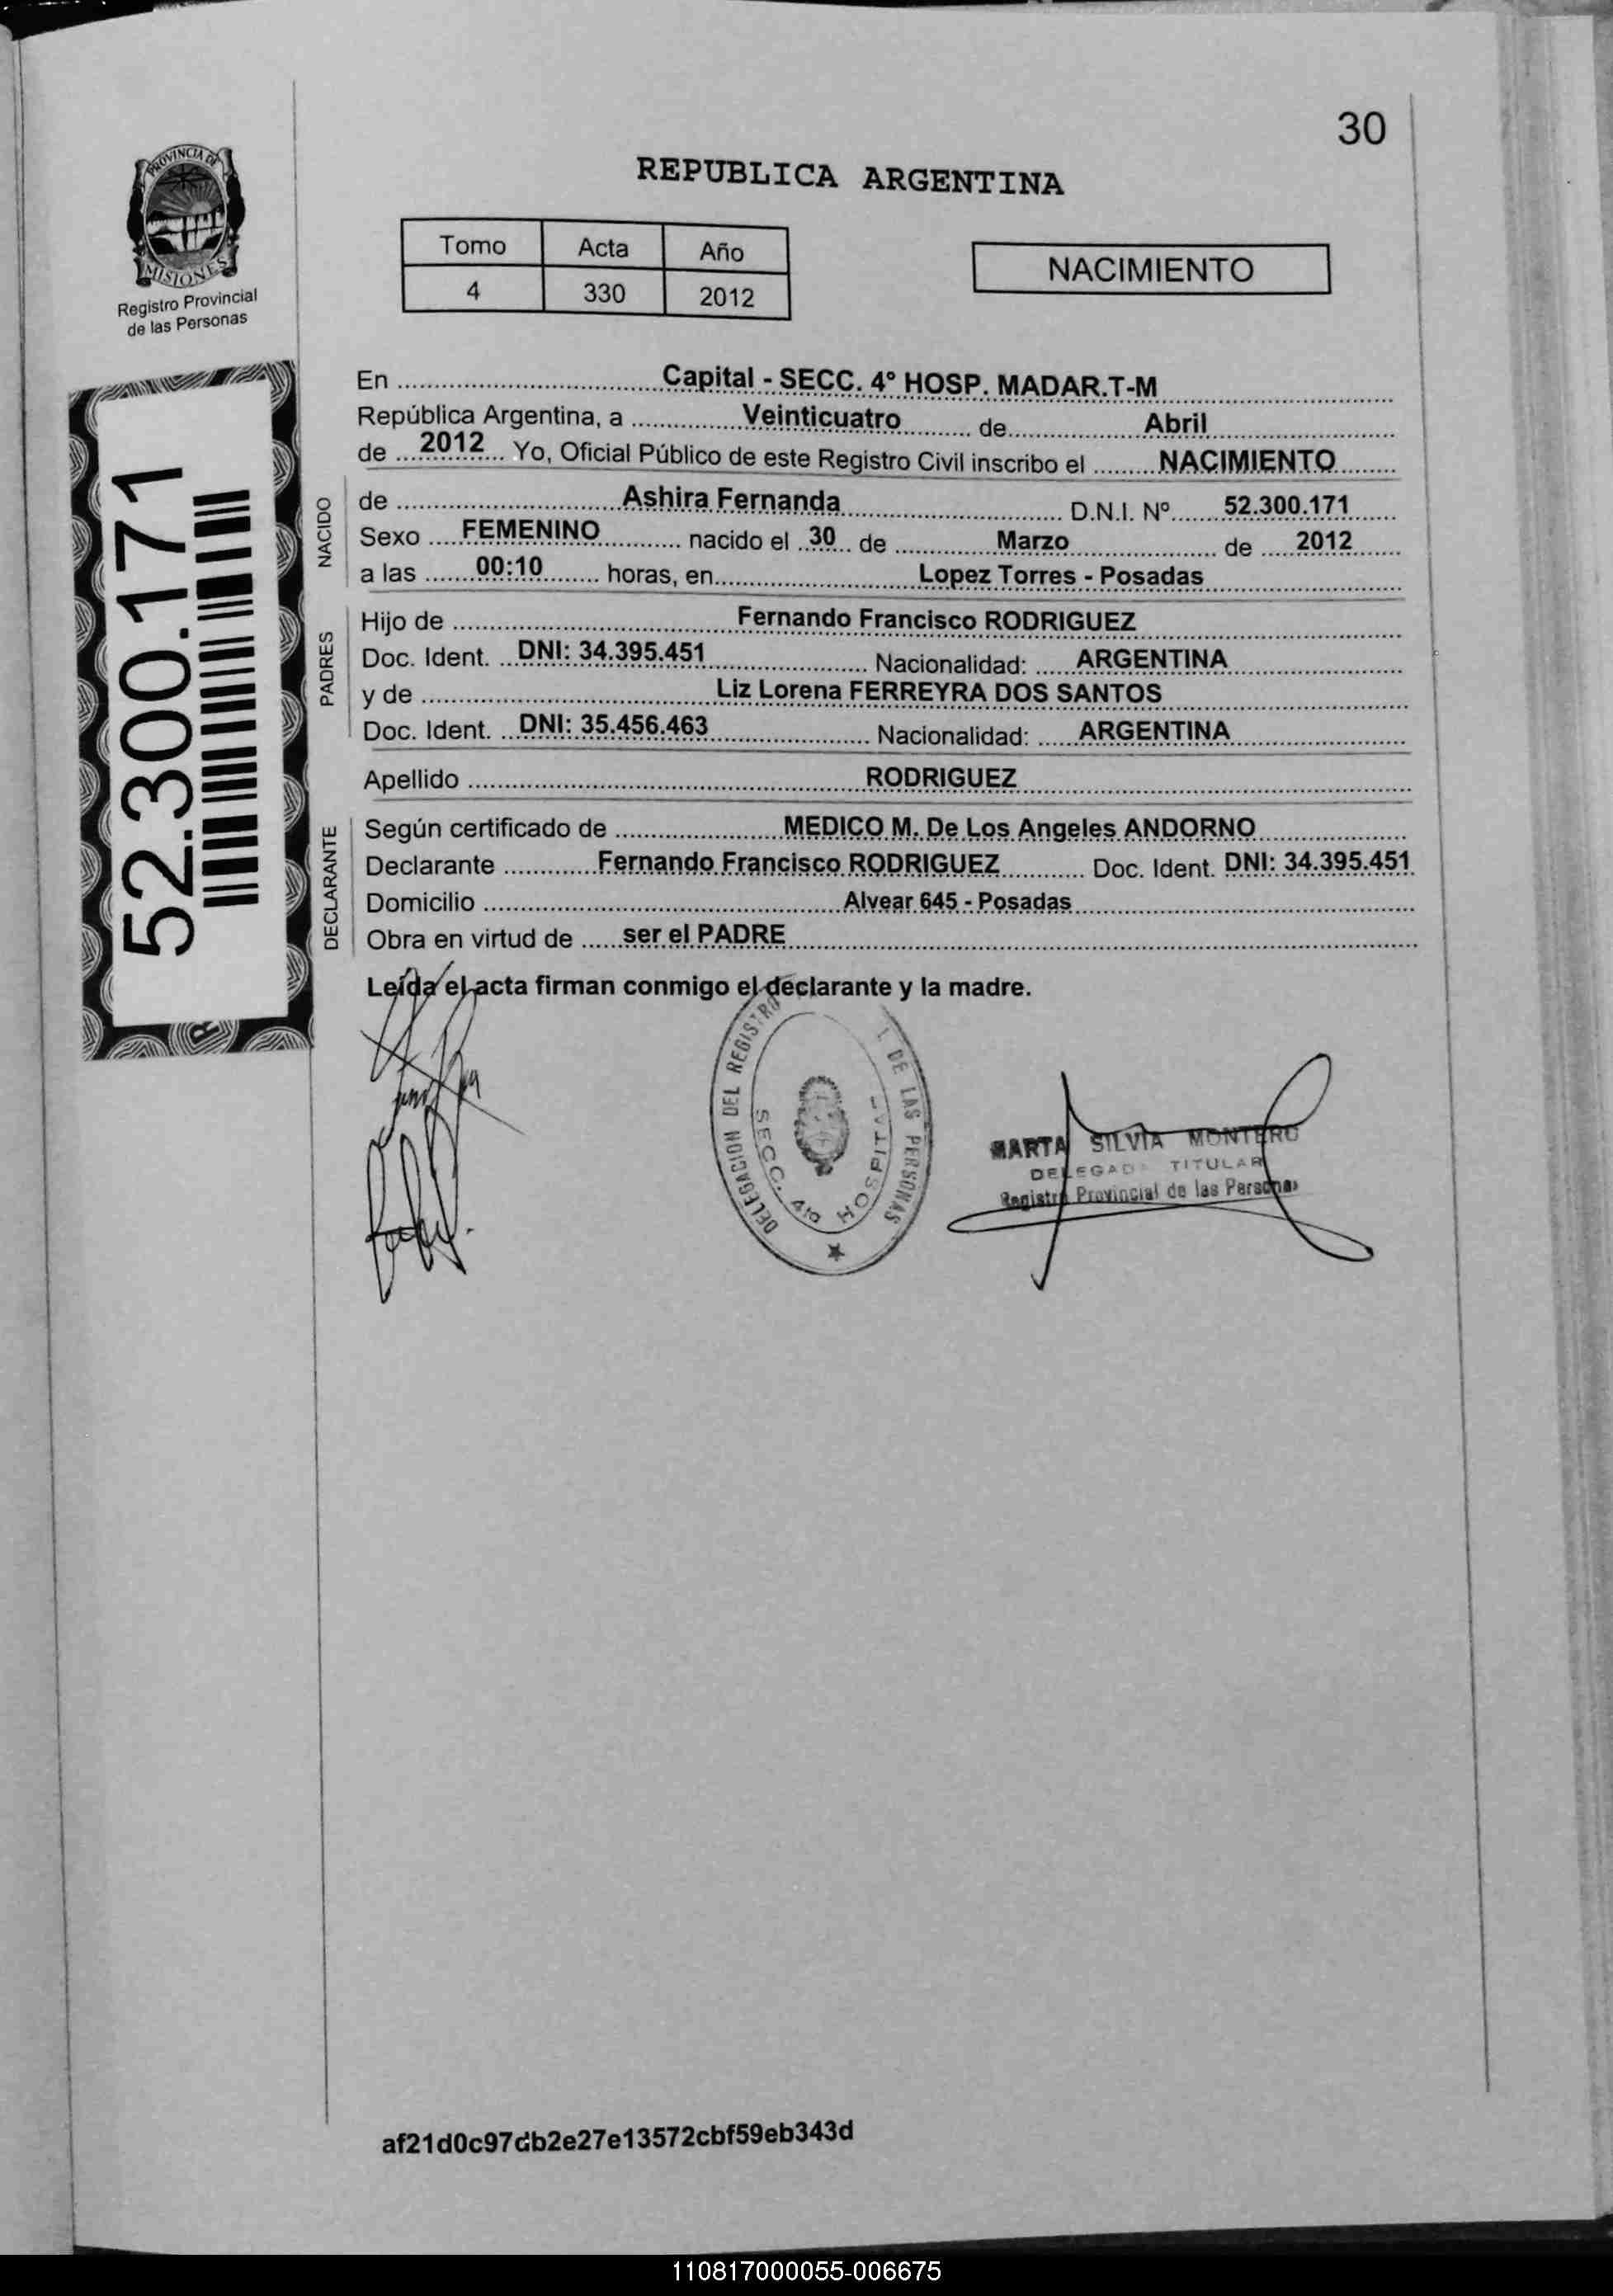 30
PROVINCIA DE
MISIONES
Registro Provincial
de las Personas
REPUBLICA ARGENTINA
Tomo Acta Año
4 330 2012
NACIMIENTO
52.300.171
En Capital - SECC. 4º HOSP. MADAR.T-M
República Argentina, a Veinticuatro de Abril
de 2012 Yo, Oficial Público de este Registro Civil inscribo el NACIMIENTO
NACIDO
de Ashira Fernanda D.N.I. Nº 52.300.171
Sexo FEMENINO nacido el 30 de Marzo de 2012
a las 00:10 horas, en Lopez Torres - Posadas
PADRES
Hijo de Fernando Francisco RODRIGUEZ
Doc. Ident. DNI: 34.395.451 Nacionalidad: ARGENTINA
y de Liz Lorena FERREYRA DOS SANTOS
Doc. Ident. DNI: 35.456.463 Nacionalidad: ARGENTINA
Apellido RODRIGUEZ
DECLARANTE
Según certificado de MEDICO M. De Los Angeles ANDORNO
Declarante Fernando Francisco RODRIGUEZ Doc. Ident. DNI: 34.395.451
Domicilio Alvear 645 - Posadas
Obra en virtud de ser el PADRE
Leída el acta firman conmigo el declarante y la madre.
DELEGACION DEL REGISTRO DE LAS PERSONAS
SECC. 4ta HOSPITAL
MARTA SILVIA MONTERO
DELEGADA TITULAR
Registro Provincial de las Personas
af21d0c97db2e27e13572cbf59eb343d
110817000055-006675